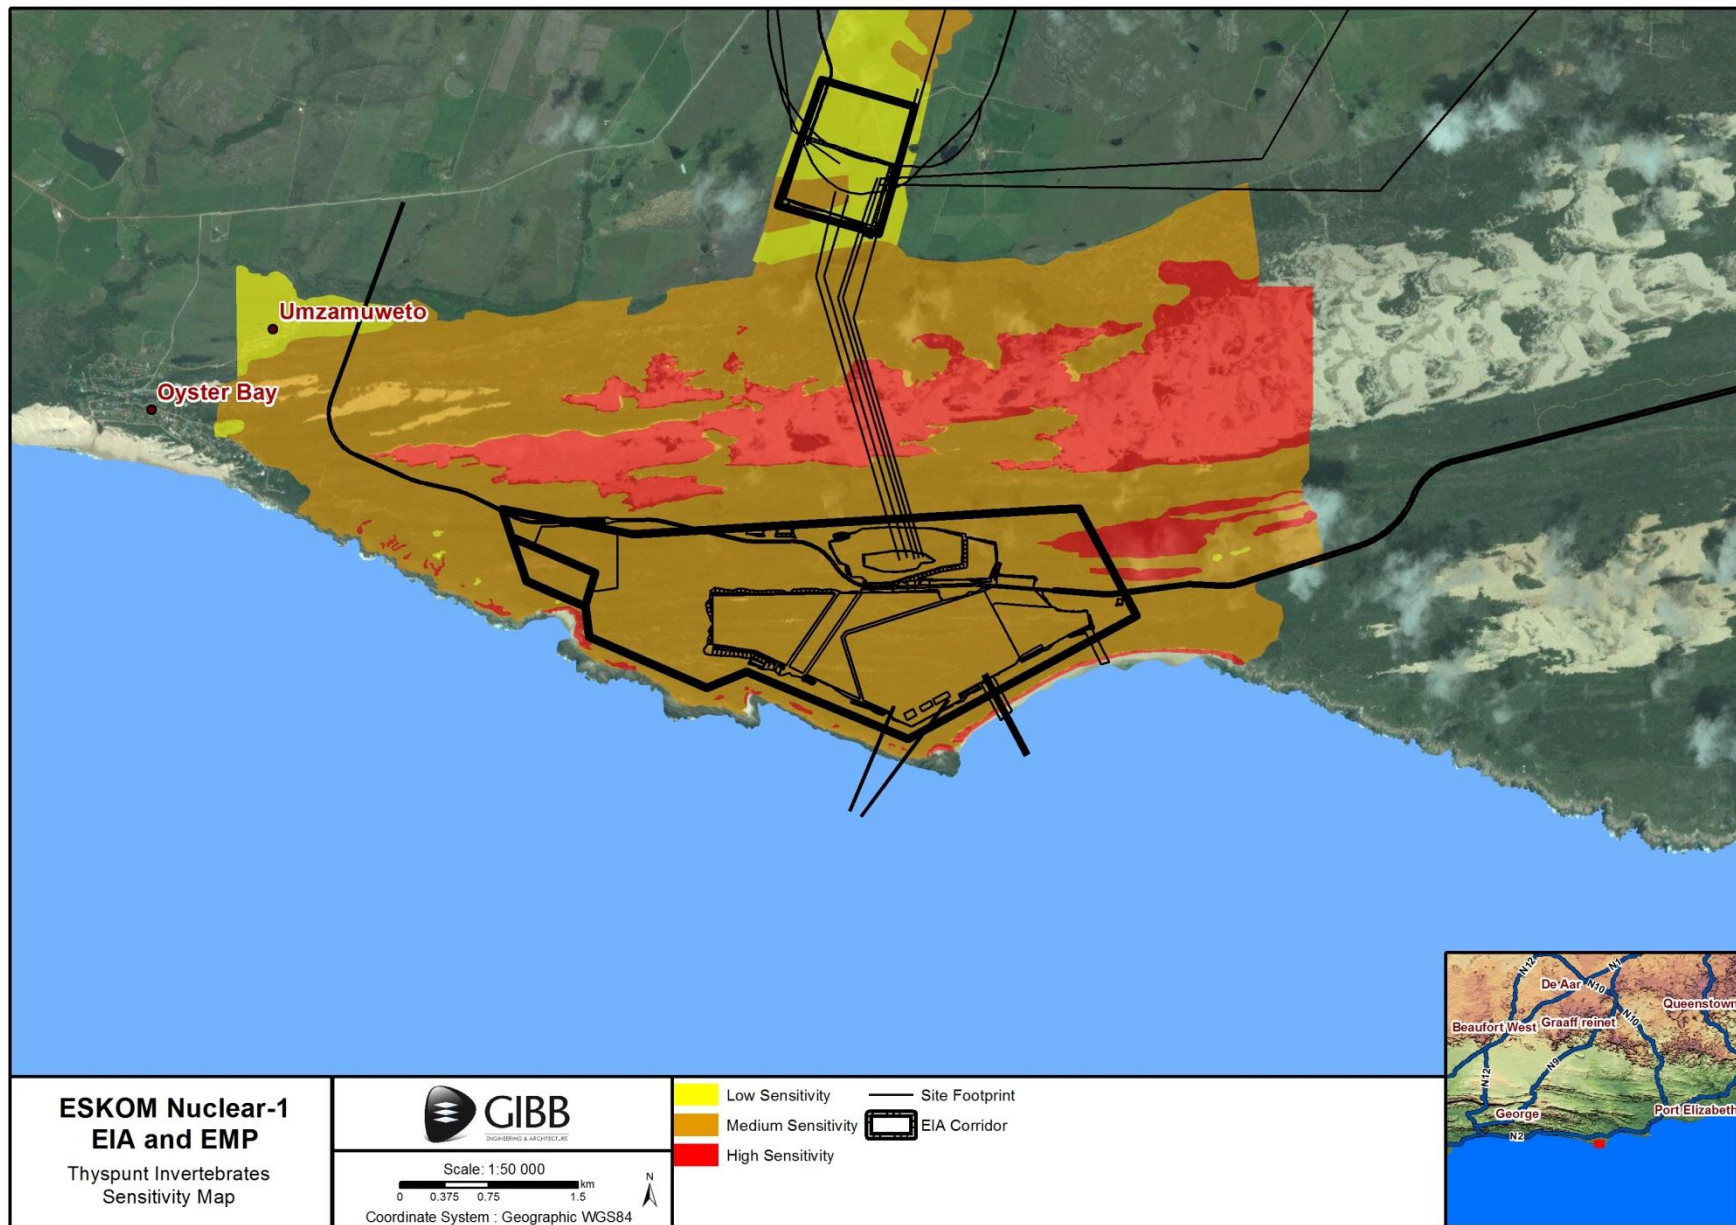 Umzamuweto
Oyster Bay
ESKOM Nuclear-1
EIA and EMP
Thyspunt Invertebrates
Sensitivity Map
GIBB
ENGINEERING & ARCHITECTURE
Scale: 1:50 000
km
0 0.375 0.75 1.5
N
Coordinate System : Geographic WGS84
Low Sensitivity
Medium Sensitivity
High Sensitivity
Site Footprint
EIA Corridor
N12
N1
De Aar
N10
Queenstown
Beaufort West
Graaff reinet
N10
N12
N9
George
Port Elizabeth
N2